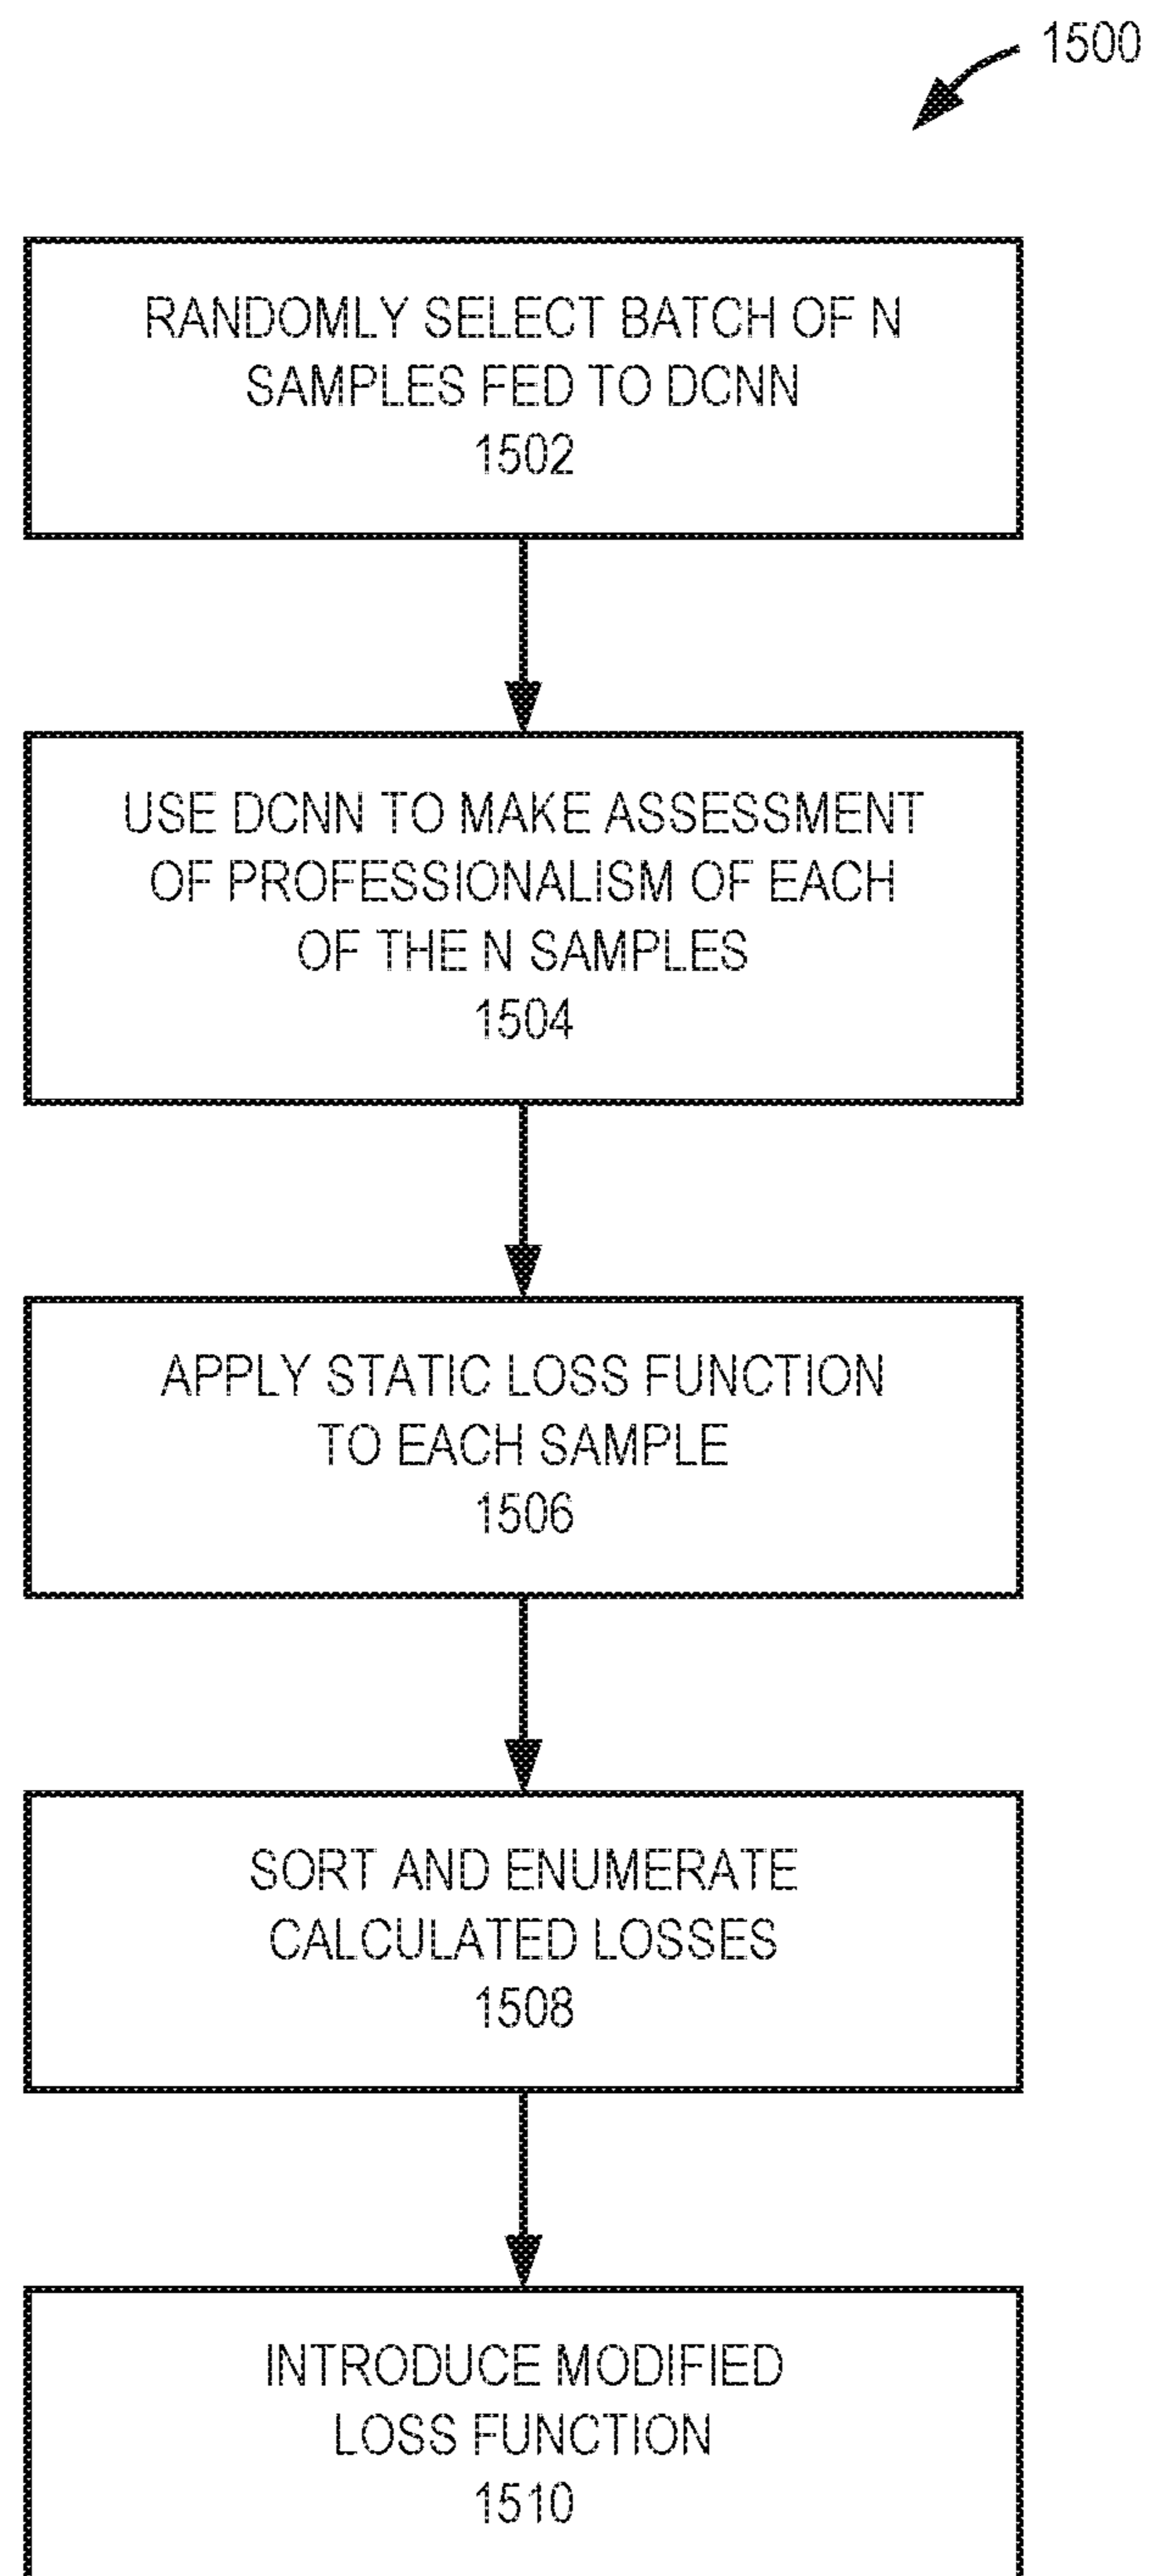 1500
RANDOMLY SELECT BATCH OF N
SAMPLES FED TO DCNN
1502
USE DCNN TO MAKE ASSESSMENT
OF PROFESSIONALISM OF EACH
OF THE N SAMPLES
1504
APPLY STATIC LOSS FUNCTION
TO EACH SAMPLE
1506
SORT AND ENUMERATE
CALCULATED LOSSES
1508
INTRODUCE MODIFIED
LOSS FUNCTION
1510